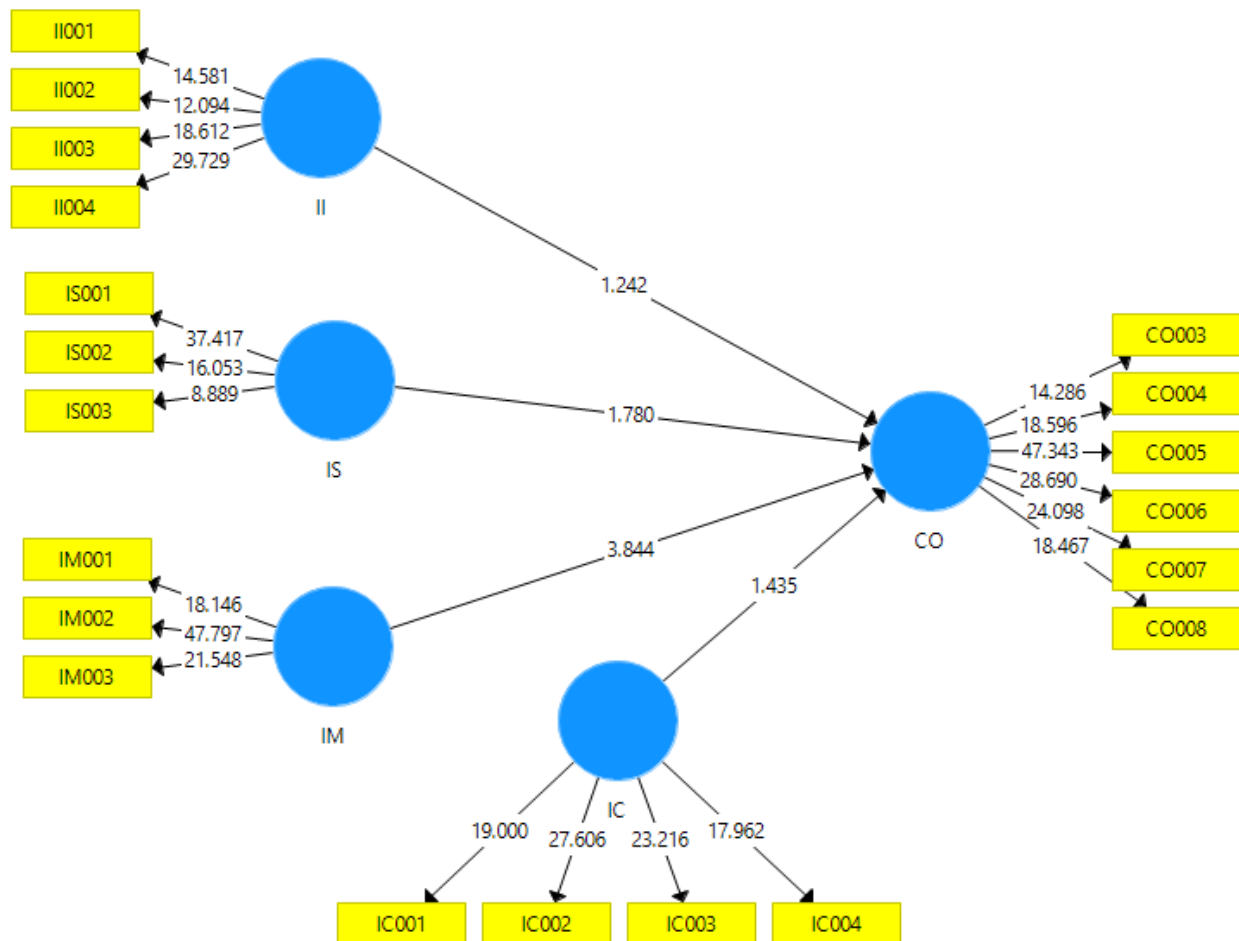 II001
II002
II003
II004
14.581
12.094
18.612
29.729
II
1.242
IS001
IS002
IS003
37.417
16.053
8.889
IS
1.780
IM001
IM002
IM003
18.146
47.797
21.548
IM
3.844
IC
1.435
19.000
27.606
23.216
17.962
IC001
IC002
IC003
IC004
CO
14.286
18.596
47.343
28.690
24.098
18.467
CO003
CO004
CO005
CO006
CO007
CO008